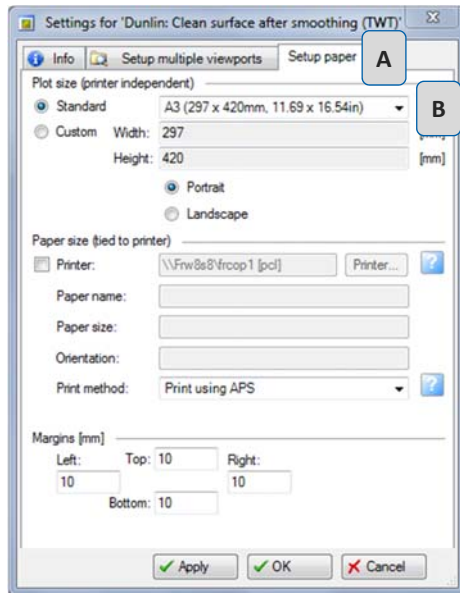 Settings for 'Dunlin: Clean surface after smoothing (TWT)'
Info Setup multiple viewports Setup paper A
Plot size (printer independent)
Standard A3 (297 x 420mm, 11.69 x 16.54in) B
Custom Width: 297
Height: 420 [mm]
Portrait
Landscape
Paper size (tied to printer)
Printer: \\Frw8s8\frcop1 [pcl] Printer... ?
Paper name:
Paper size:
Orientation:
Print method: Print using APS ?
Margins [mm]
Left: Top: 10 Right:
10 10
Bottom: 10
Apply OK Cancel